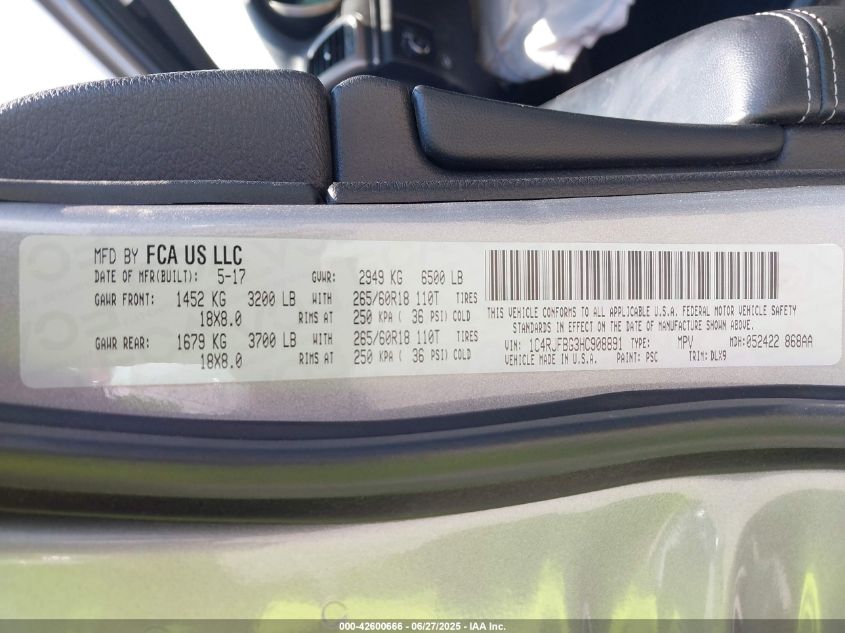 MFD BY FCA US LLC
DATE OF MFR(BUILT): 5-17 GVWR: 2949 KG 6500 LB
GAWR FRONT: 1452 KG 3200 LB WITH 265/60R18 110T TIRES
18X8.0 RIMS AT 250 KPA ( 36 PSI) COLD
GAWR REAR: 1679 KG 3700 LB WITH 265/60R18 110T TIRES
18X8.0 RIMS AT 250 KPA ( 36 PSI) COLD
THIS VEHICLE CONFORMS TO ALL APPLICABLE U.S.A. FEDERAL MOTOR VEHICLE SAFETY
STANDARDS IN EFFECT ON THE DATE OF MANUFACTURE SHOWN ABOVE.
VIN: 1C4RJFBG3HC908891 TYPE: MPV MDH:052422 868AA
VEHICLE MADE IN U.S.A. PAINT: PSC TRIM: DLX9
000-42600666 - 06/27/2025 - IAA Inc.